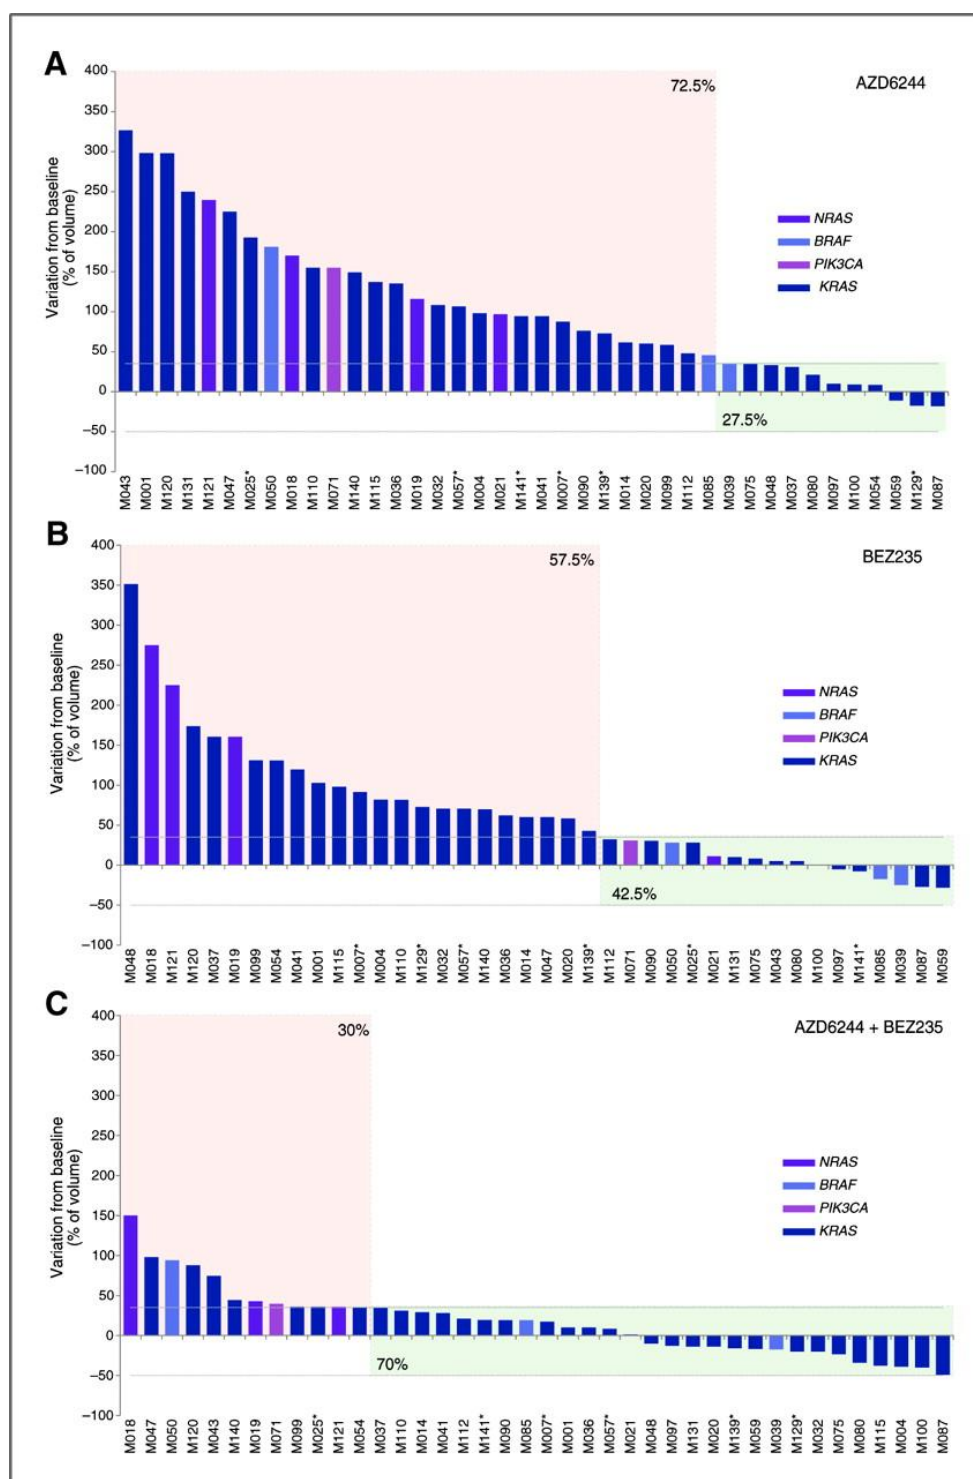 A
AZD6244
72.5%
400
350
300
250
200
150
100
50
0
−50
−100
Variation from baseline
(% of volume)
NRAS
BRAF
PIK3CA
KRAS
27.5%
M043 M001 M120 M131 M121 M047 M025* M050 M018 M110 M071 M140 M115 M036 M019 M032 M057* M004 M021 M141* M041 M007* M090 M139* M014 M020 M099 M112 M085 M039 M075 M048 M037 M080 M097 M100 M054 M059 M129* M087
B
BEZ235
57.5%
400
350
300
250
200
150
100
50
0
−50
−100
Variation from baseline
(% of volume)
NRAS
BRAF
PIK3CA
KRAS
42.5%
M048 M018 M121 M120 M037 M019 M099 M054 M041 M001 M115 M007* M004 M110 M129* M032 M057* M140 M036 M014 M047 M020 M139* M112 M071 M090 M050 M025* M021 M131 M075 M043 M080 M100 M097 M141* M085 M039 M087 M059
C
AZD6244 + BEZ235
30%
400
350
300
250
200
150
100
50
0
−50
−100
Variation from baseline
(% of volume)
NRAS
BRAF
PIK3CA
KRAS
70%
M018 M047 M050 M120 M043 M140 M019 M071 M099 M025* M121 M054 M037 M110 M014 M041 M112 M141* M090 M085 M007* M001 M036 M057* M021 M048 M097 M131 M020 M139* M059 M039 M129* M032 M075 M080 M115 M004 M100 M087